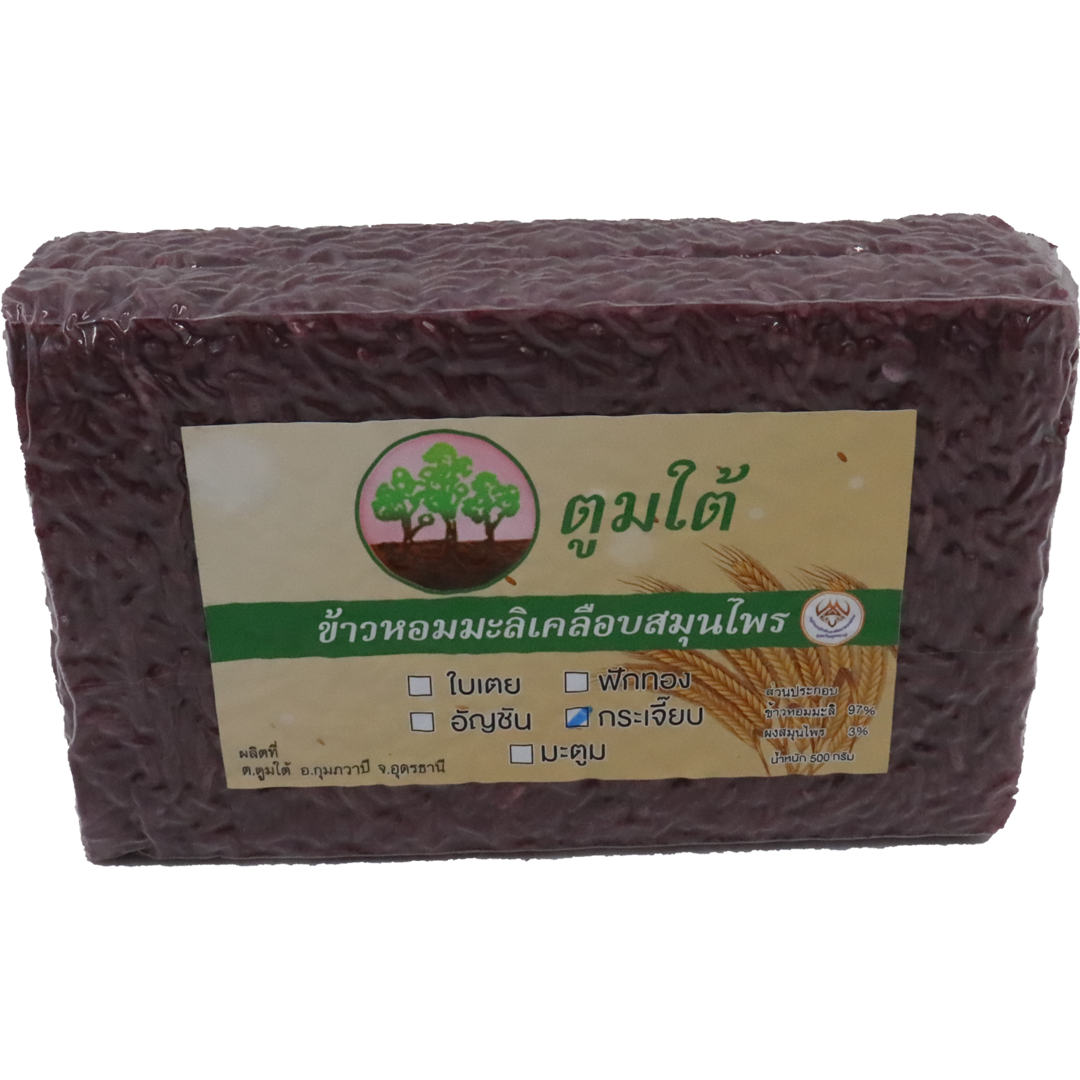 ตูมใต้
ข้าวหอมมะลิเคลือบสมุนไพร
ใบเตย
ฟักทอง
อัญชัน
กระเจี๊ยบ
มะตูม
ส่วนประกอบ
ข้าวหอมมะลิ 97%
ผงสมุนไพร 3%
น้ำหนัก 500 กรัม
ผลิตที่
ต.ตูมใต้ อ.กุมภวาปี จ.อุดรธานี